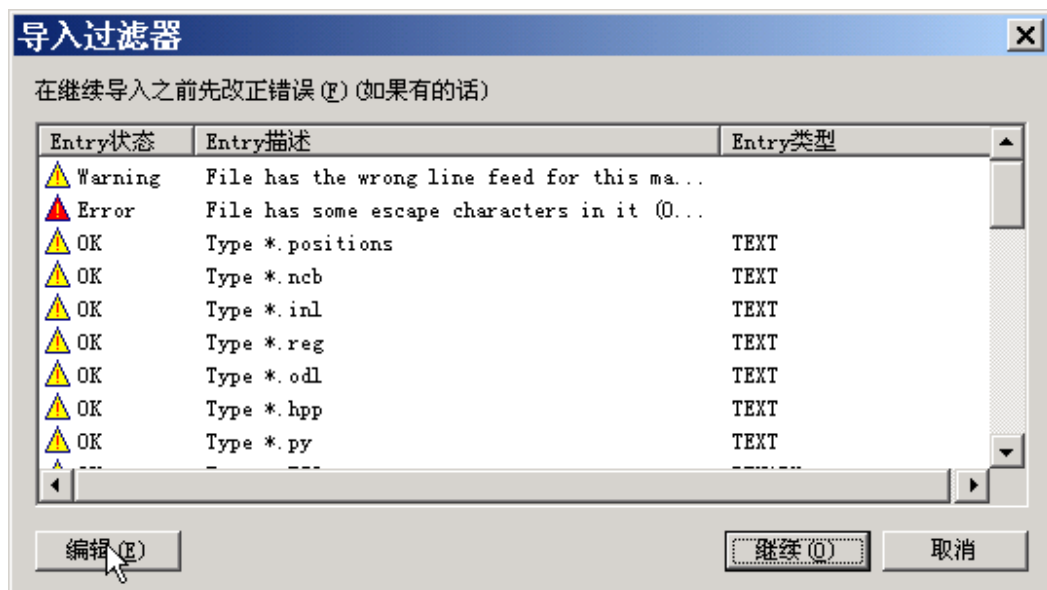 导入过滤器
在继续导入之前先改正错误(F)(如果有的话)
Entry状态 Entry描述 Entry类型
Warning File has the wrong line feed for this ma...
Error File has some escape characters in it (0...
OK Type *.positions TEXT
OK Type *.ncb TEXT
OK Type *.inl TEXT
OK Type *.reg TEXT
OK Type *.odl TEXT
OK Type *.hpp TEXT
OK Type *.py TEXT
编辑(E) 继续(O) 取消